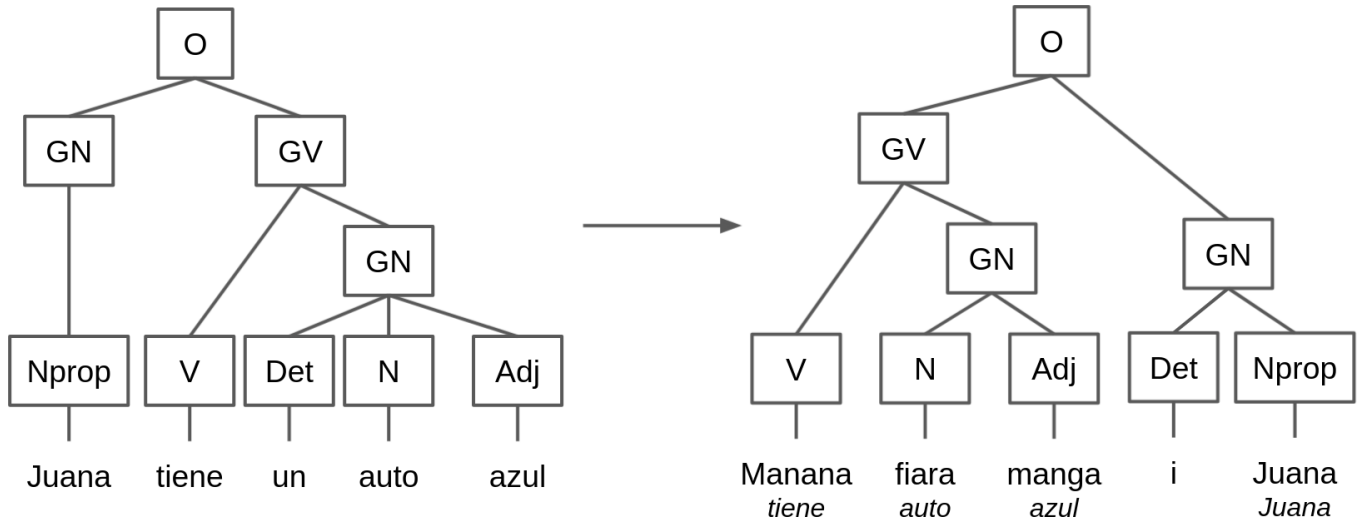 O O
GN GV GV
GN GN GN
Nprop V Det N Adj V N Adj Det Nprop
Juana tiene un auto azul Manana fiara manga i Juana
tiene auto azul Juana